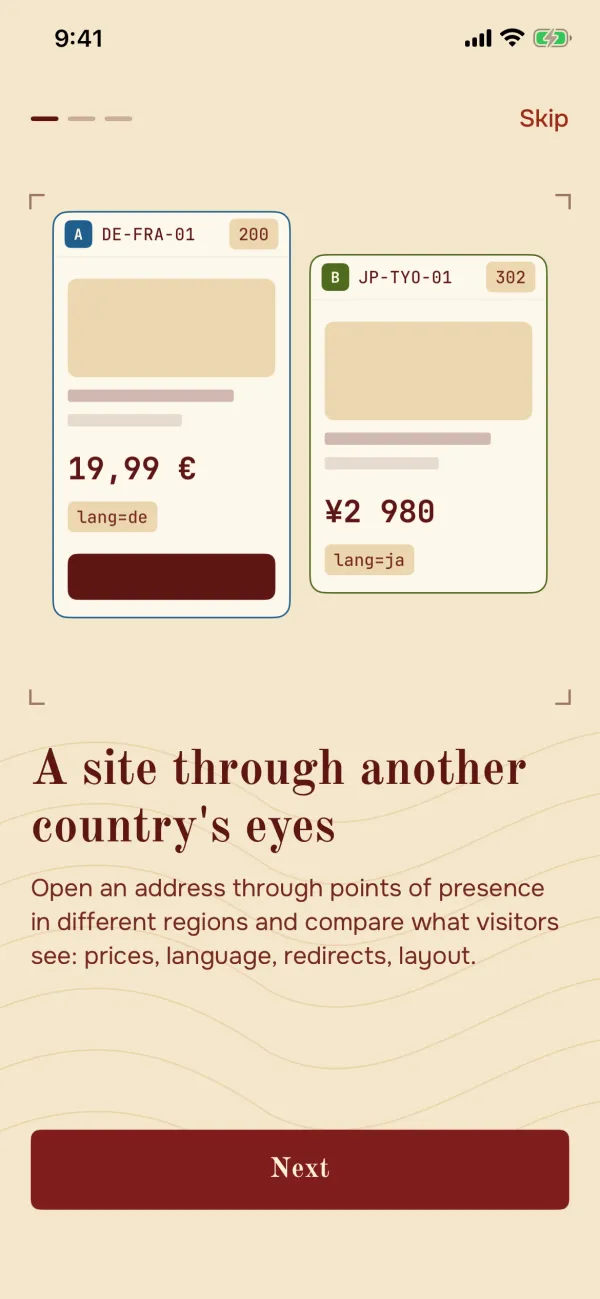 9:41
Skip
A DE-FRA-01 200
19,99 €
lang=de
B JP-TYO-01 302
¥2 980
lang=ja
A site through another
country's eyes
Open an address through points of presence
in different regions and compare what visitors
see: prices, language, redirects, layout.
Next